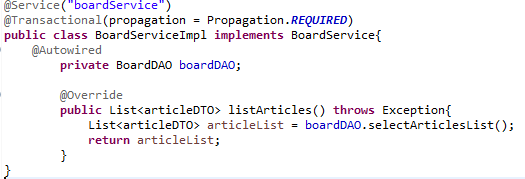 @Service("boardService")
@Transactional(propagation = Propagation.REQUIRED)
public class BoardServiceImpl implements BoardService{
@Autowired
private BoardDAO boardDAO;
@Override
public List<articleDTO> listArticles() throws Exception{
List<articleDTO> articleList = boardDAO.selectArticlesList();
return articleList;
}
}